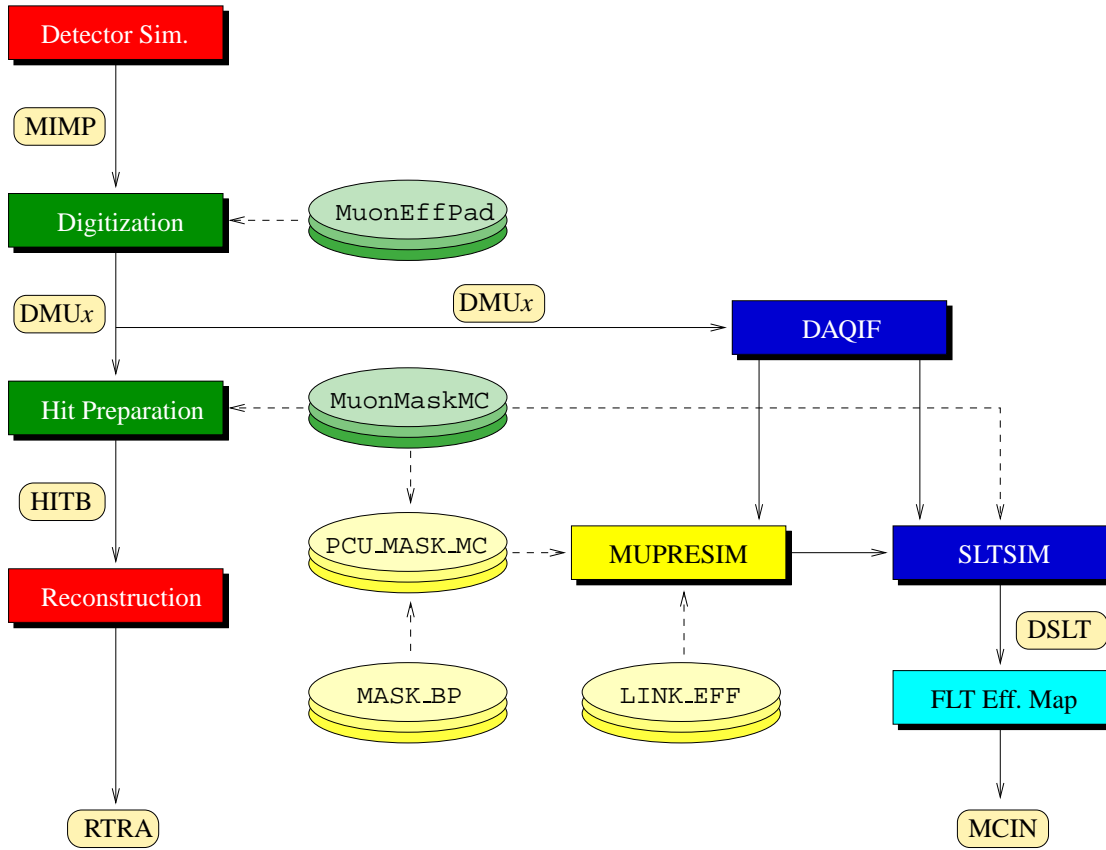 Detector Sim.
MIMP
Digitization
MuonEffPad
DMUx
DMUx
DAQIF
Hit Preparation
MuonMaskMC
HITB
PCU_MASK_MC
MUPRESIM
SLTSIM
Reconstruction
DSLT
MASK_BP
LINK_EFF
FLT Eff. Map
RTRA
MCIN